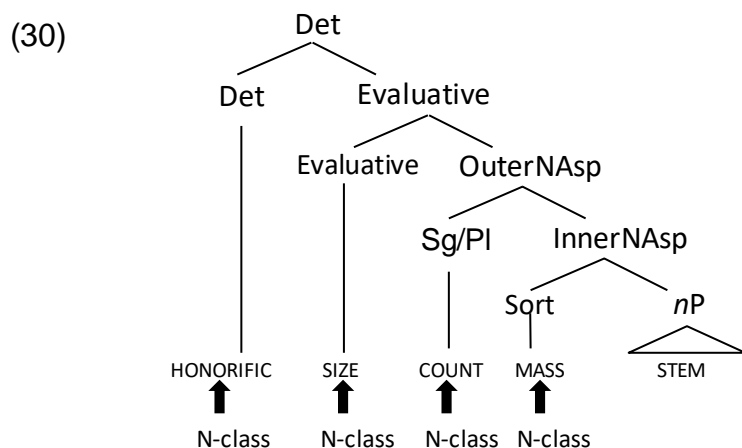 (30)
Det
Det Evaluative
Evaluative OuterNAsp
Sg/Pl InnerNAsp
Sort nP
HONORIFIC SIZE COUNT MASS STEM
N-class N-class N-class N-class